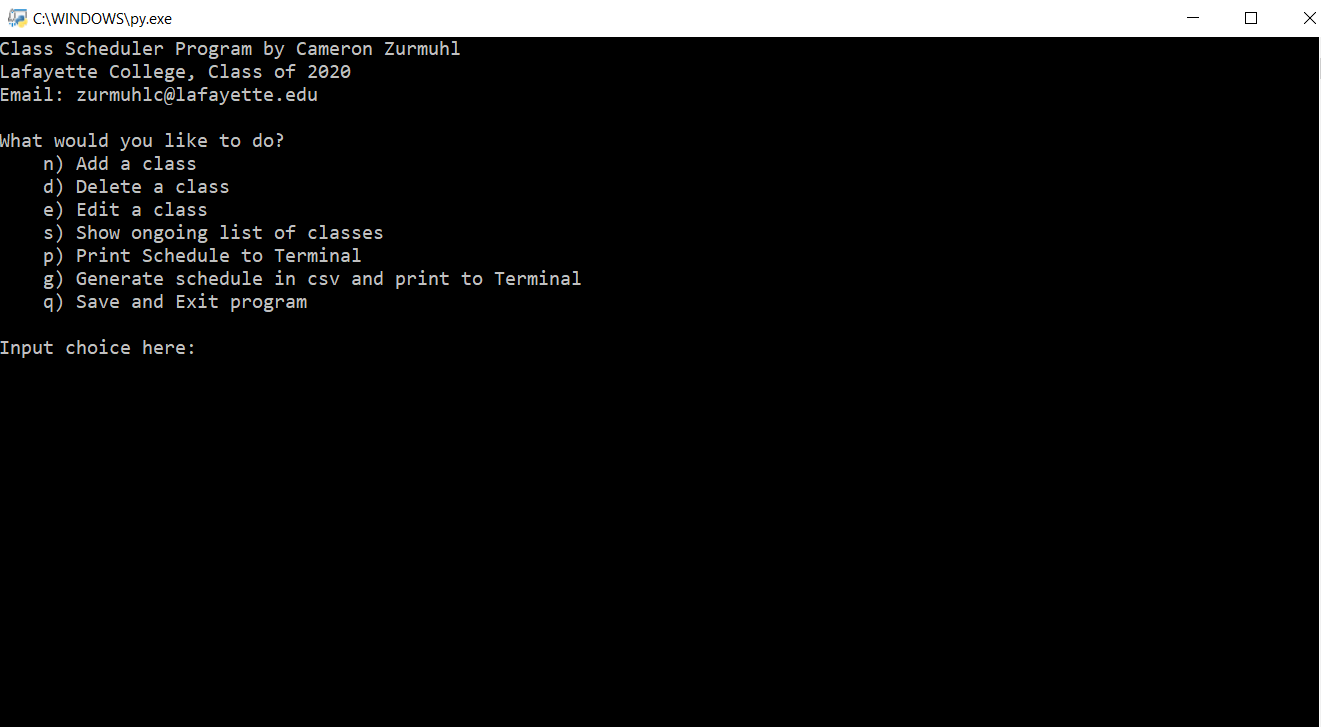 C:\WINDOWS\py.exe
Class Scheduler Program by Cameron Zurmuhl
Lafayette College, Class of 2020
Email: zurmuhlc@lafayette.edu
What would you like to do?
n) Add a class
d) Delete a class
e) Edit a class
s) Show ongoing list of classes
p) Print Schedule to Terminal
g) Generate schedule in csv and print to Terminal
q) Save and Exit program
Input choice here: